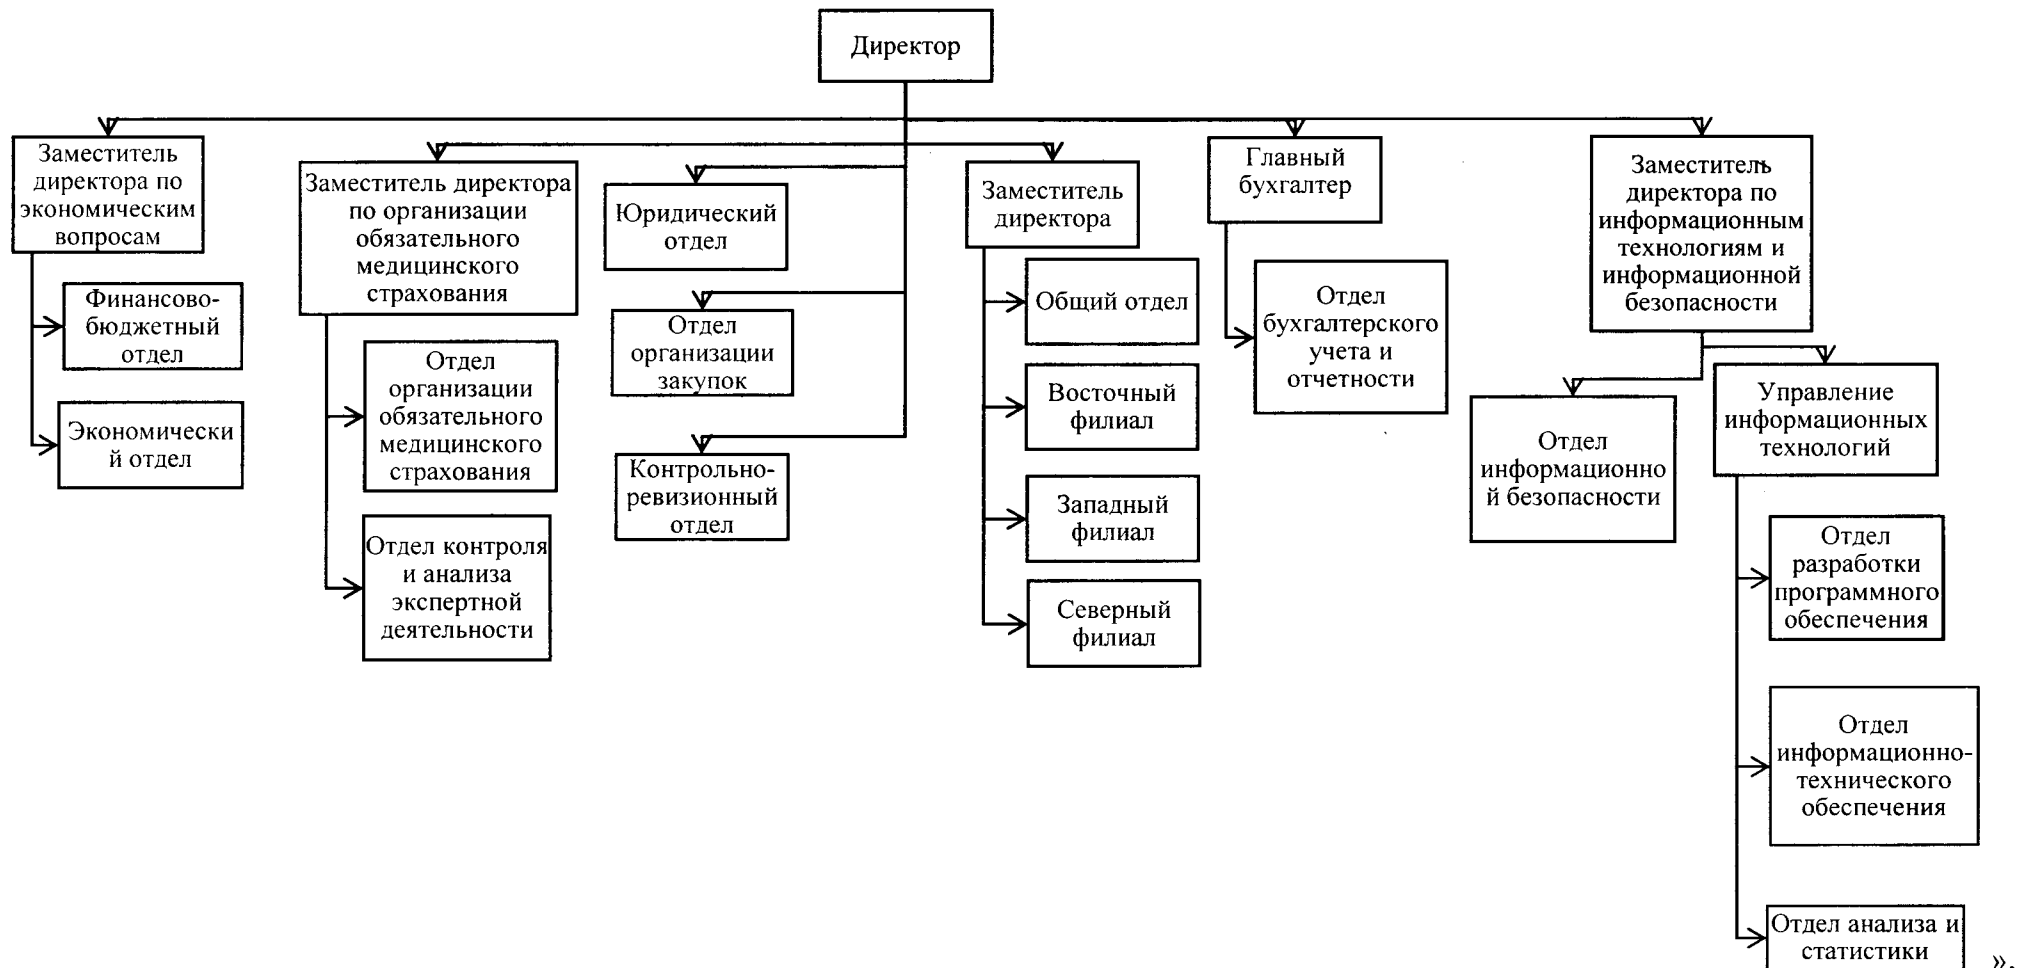 Директор
Заместитель
директора по
экономическим
вопросам
Финансово-
бюджетный
отдел
Экономически
й отдел
Заместитель директора
по организации
обязательного
медицинского
страхования
Отдел
организации
обязательного
медицинского
страхования
Отдел контроля
и анализа
экспертной
деятельности
Юридический
отдел
Отдел
организации
закупок
Контрольно-
ревизионный
отдел
Заместитель
директора
Общий отдел
Восточный
филиал
Западный
филиал
Северный
филиал
Главный
бухгалтер
Отдел
бухгалтерского
учета и
отчетности
Заместитель
директора по
информационным
технологиям и
информационной
безопасности
Отдел
информационно
й безопасности
Управление
информационных
технологий
Отдел
разработки
программного
обеспечения
Отдел
информационно-
технического
обеспечения
Отдел анализа и
статистики
».